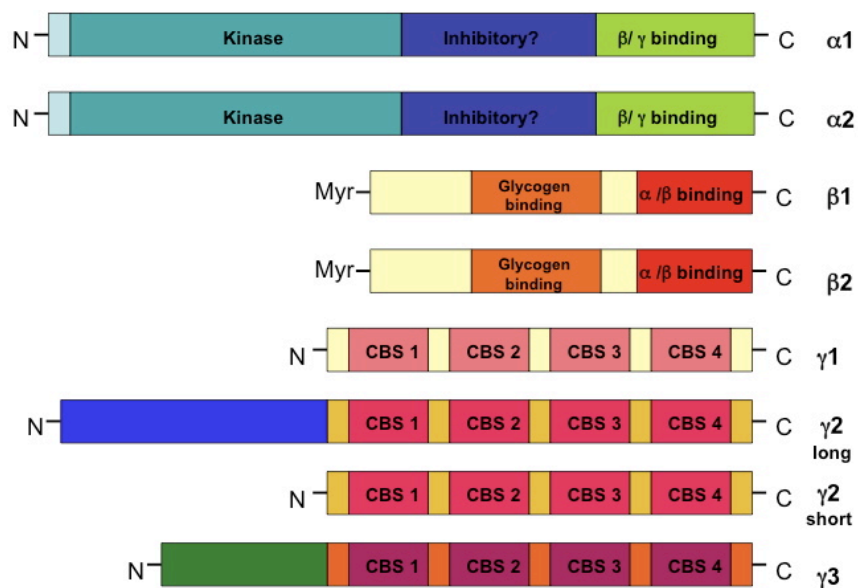 N Kinase Inhibitory? β/ γ binding C α1
N Kinase Inhibitory? β/ γ binding C α2
Myr Glycogen binding α /β binding C β1
Myr Glycogen binding α /β binding C β2
N CBS 1 CBS 2 CBS 3 CBS 4 C γ1
N CBS 1 CBS 2 CBS 3 CBS 4 C γ2
long
N CBS 1 CBS 2 CBS 3 CBS 4 C γ2
short
N CBS 1 CBS 2 CBS 3 CBS 4 C γ3